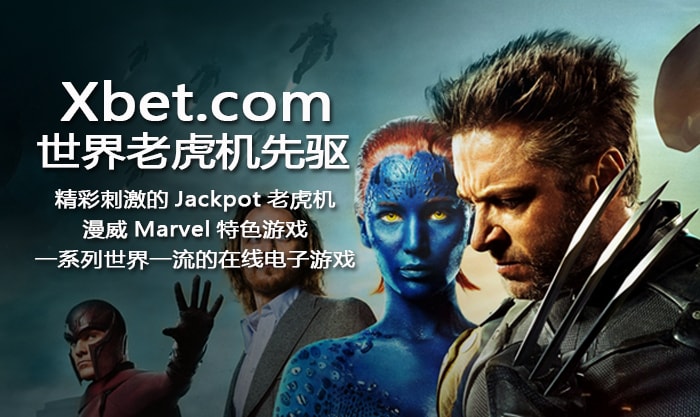 Xbet.com
世界老虎机先驱
精彩刺激的 Jackpot 老虎机
漫威 Marvel 特色游戏
一系列世界一流的在线电子游戏